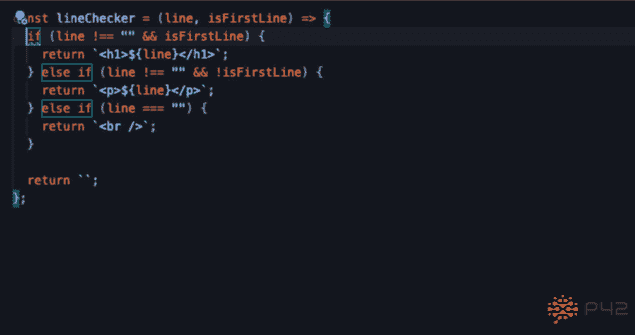 nst lineChecker = (line, isFirstLine) => {
if (line !== "" && isFirstLine) {
return `<h1>${line}</h1>`;
} else if (line !== "" && !isFirstLine) {
return `<p>${line}</p>`;
} else if (line === "") {
return `<br />`;
}
return ``;
};
P42